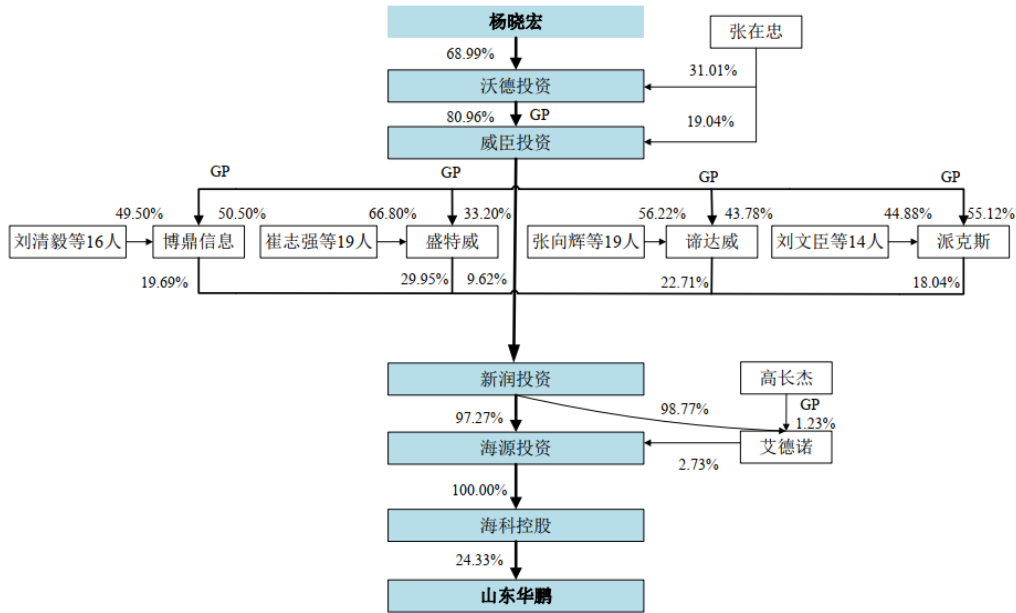 杨晓宏
张在忠
68.99%
31.01%
沃德投资
80.96%
GP
19.04%
威臣投资
GP
GP
GP
GP
49.50%
50.50%
66.80%
33.20%
56.22%
43.78%
44.88%
55.12%
刘清毅等16人
博鼎信息
崔志强等19人
盛特威
张向辉等19人
谛达威
刘文臣等14人
派克斯
19.69%
29.95%
9.62%
22.71%
18.04%
新润投资
高长杰
98.77%
GP
97.27%
1.23%
海源投资
艾德诺
2.73%
100.00%
海科控股
24.33%
山东华鹏